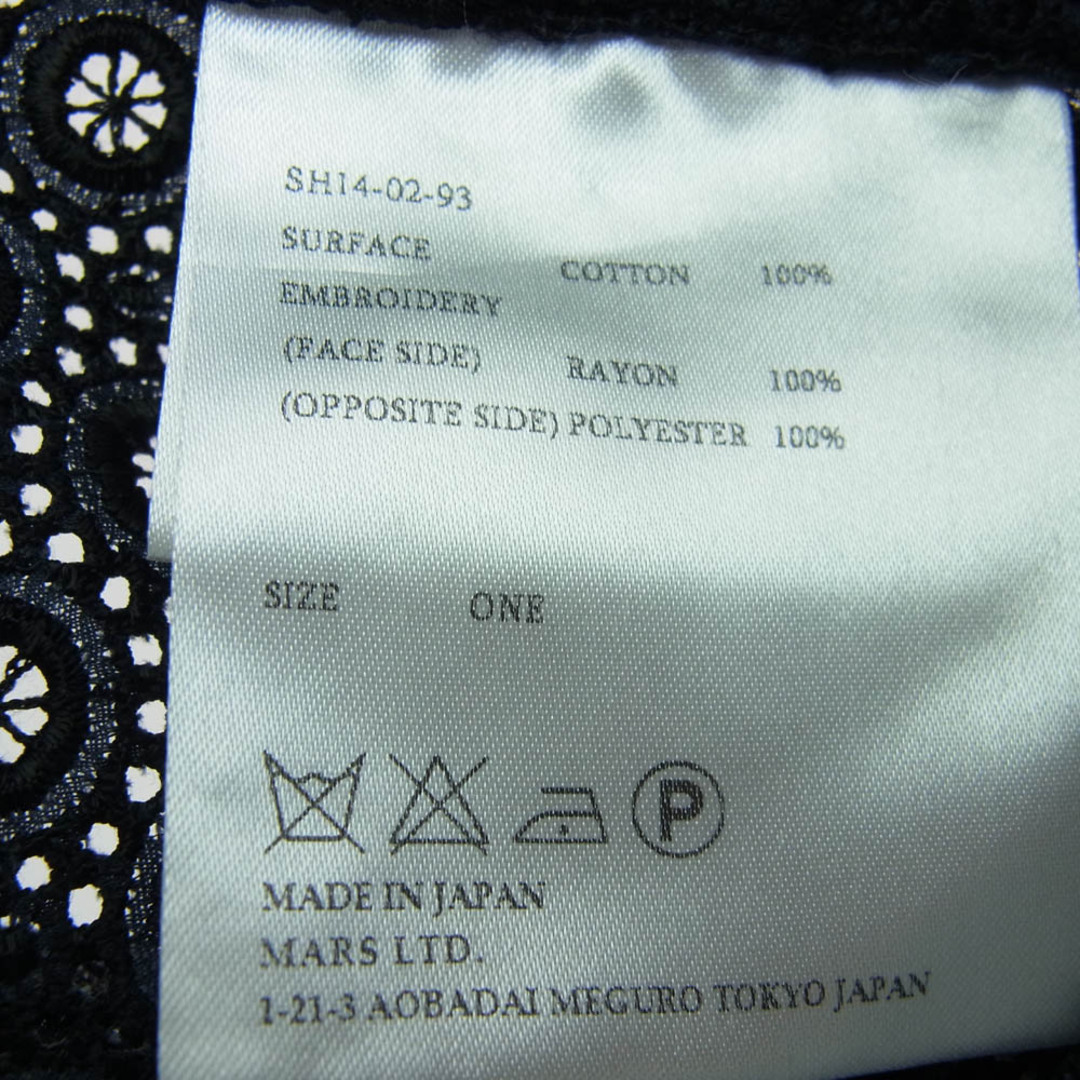 SH14-02-93
SURFACE COTTON 100%
EMBROIDERY
(FACE SIDE) RAYON 100%
(OPPOSITE SIDE) POLYESTER 100%
SIZE ONE
P
MADE IN JAPAN
MARS LTD.
1-21-3 AOBADAI MEGURO TOKYO JAPAN